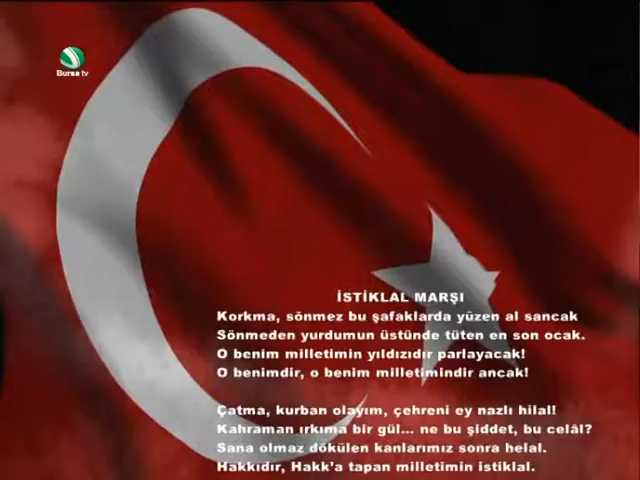 Bursa tv
İSTİKLAL MARŞI
Korkma, sönmez bu şafaklarda yüzen al sancak
Sönmeden yurdumun üstünde tüten en son ocak.
O benim milletimin yıldızıdır parlayacak!
O benimdir, o benim milletimindir ancak!
Çatma, kurban olayım, çehreni ey nazlı hilal!
Kahraman ırkıma bir gül... ne bu şiddet, bu celâl?
Sana olmaz dökülen kanlarımız sonra helal.
Hakkıdır, Hakk'a tapan milletimin istiklal.